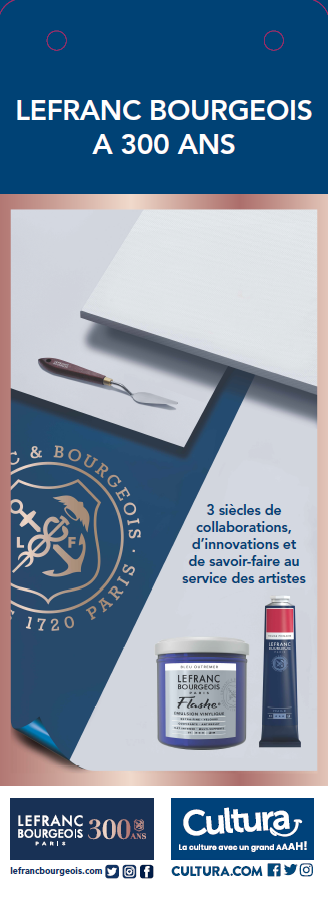 LEFRANC BOURGEOIS
A 300 ANS
C & BOURGEOIS
L F
1720 PARIS .
3 siècles de
collaborations,
d’innovations et
de savoir-faire au
service des artistes
BLEU OUTREMER
LEFRANC
BOURGEOIS
PARIS
Flashe
EMULSION VINYLIQUE
LEFRANC
BOURGEOIS
LEFRANC
BOURGEOIS
PARIS
300 ANS
Cultura
La culture avec un grand AAAH!
lefrancbourgeois.com
CULTURA.COM